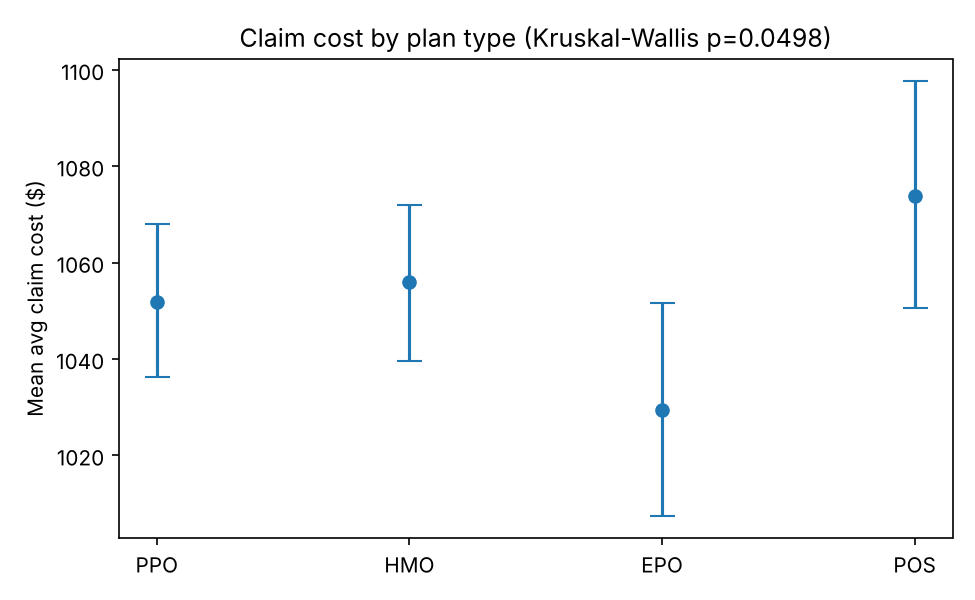 Claim cost by plan type (Kruskal-Wallis p=0.0498)
Mean avg claim cost ($)
1100
1080
1060
1040
1020
PPO
HMO
EPO
POS